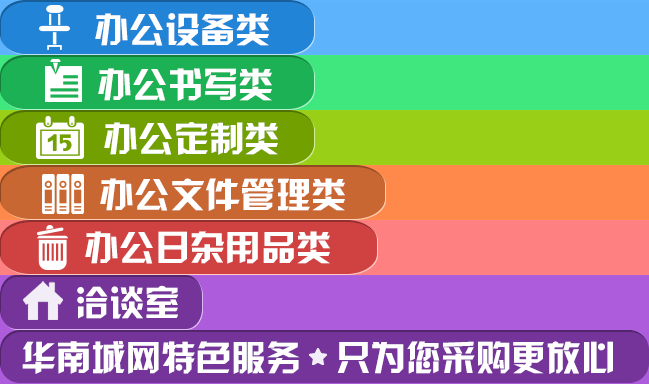 办公设备类
办公书写类
15 办公定制类
办公文件管理类
办公日杂用品类
洽谈室
华南城网特色服务★只为您采购更放心